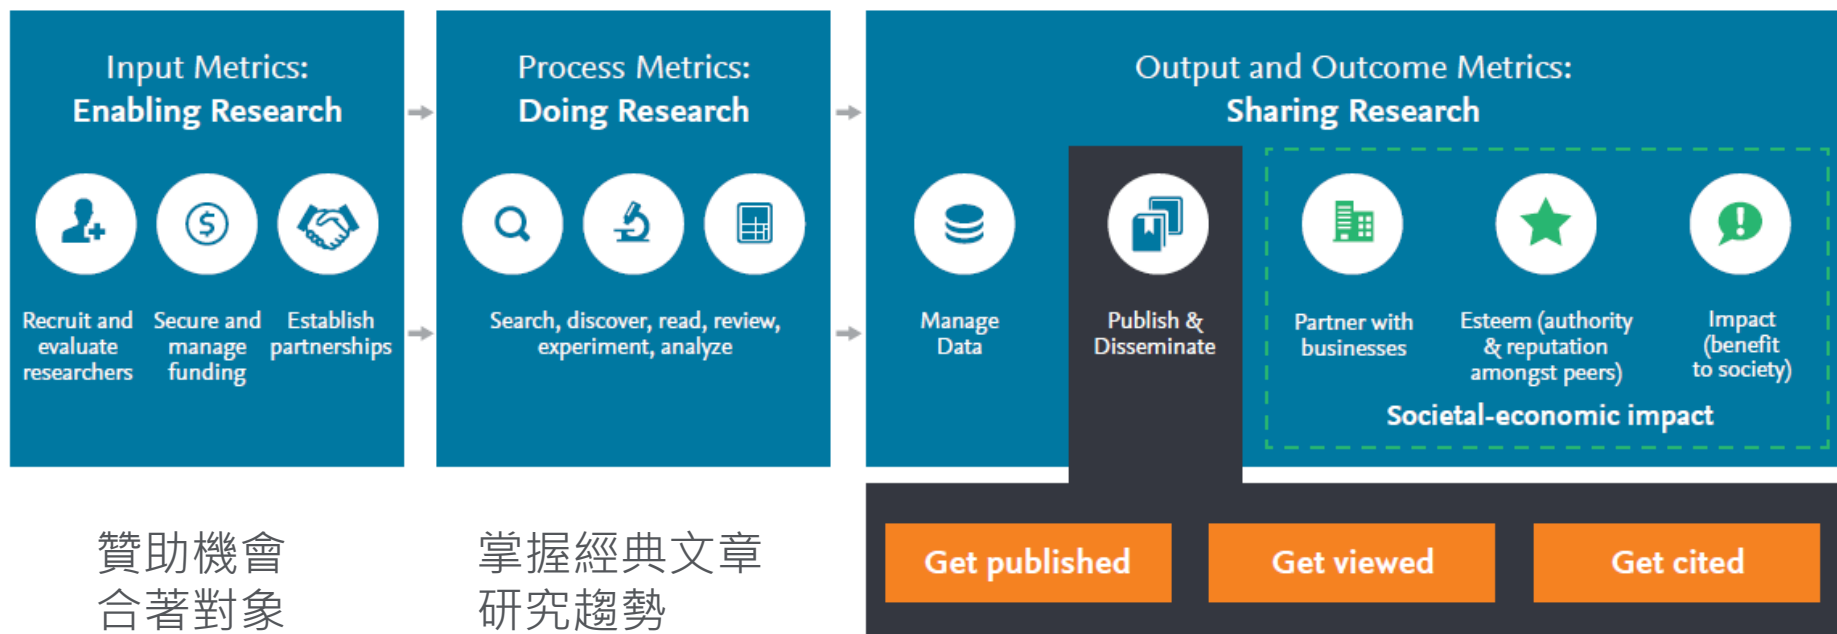 Input Metrics:
Enabling Research
Recruit and
evaluate
researchers
Secure and
manage
funding
Establish
partnerships
Process Metrics:
Doing Research
Search, discover, read, review,
experiment, analyze
Output and Outcome Metrics:
Sharing Research
Manage
Data
Publish &
Disseminate
Partner with
businesses
Esteem (authority
& reputation
amongst peers)
Impact
(benefit
to society)
Societal-economic impact
贊助機會
合著對象
掌握經典文章
研究趨勢
Get published
Get viewed
Get cited